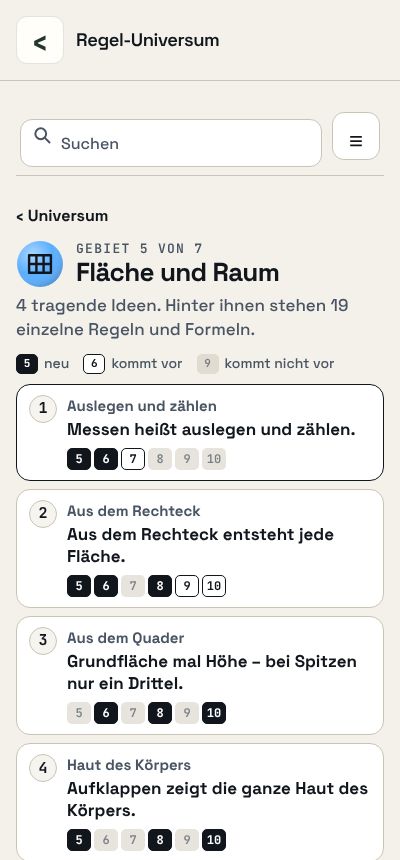 < Regel-Universum
Suchen
< Universum
GEBIET 5 VON 7
Fläche und Raum
4 tragende Ideen. Hinter ihnen stehen 19
einzelne Regeln und Formeln.
5 neu 6 kommt vor 9 kommt nicht vor
1 Auslegen und zählen
Messen heißt auslegen und zählen.
5 6 7 8 9 10
2 Aus dem Rechteck
Aus dem Rechteck entsteht jede
Fläche.
5 6 7 8 9 10
3 Aus dem Quader
Grundfläche mal Höhe – bei Spitzen
nur ein Drittel.
5 6 7 8 9 10
4 Haut des Körpers
Aufklappen zeigt die ganze Haut des
Körpers.
5 6 7 8 9 10